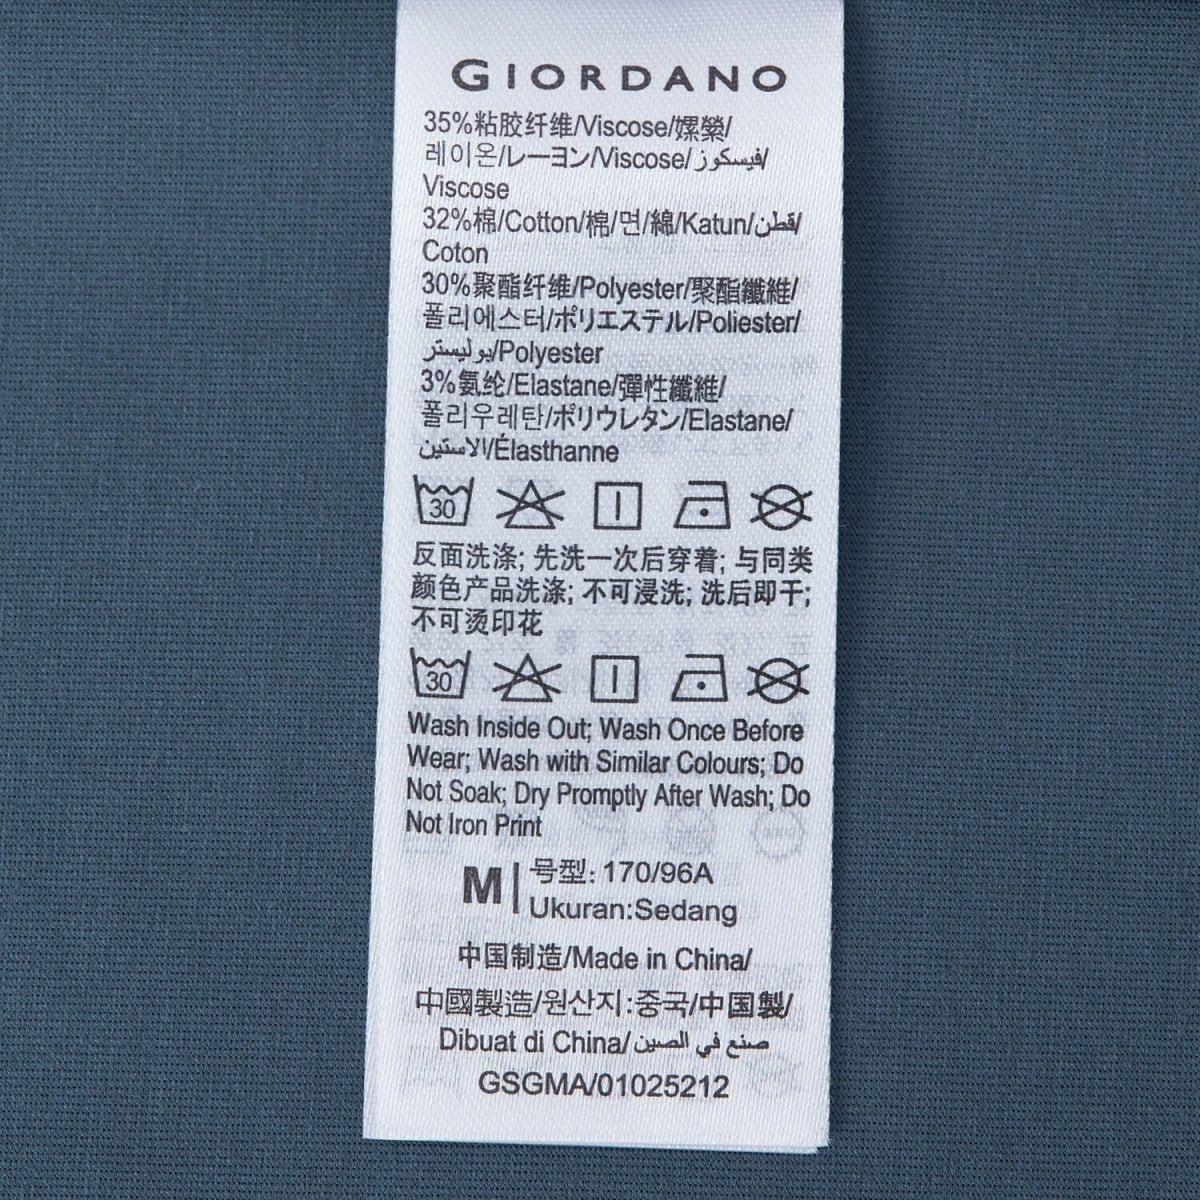 GIORDANO
35%粘胶纤维/Viscose/嫘縈/
레이온/レーヨン/Viscose/فيسكوز/
Viscose
32%棉/Cotton/棉/면/綿/Katun/قطن/
Coton
30%聚酯纤维/Polyester/聚酯纖維/
폴리에스터/ポリエステル/Poliester/
بوليستر/Polyester
3%氨纶/Elastane/彈性纖維/
폴리우레탄/ポリウレタン/Elastane/
الاستين/Élasthanne
30
反面洗涤; 先洗一次后穿着; 与同类
颜色产品洗涤; 不可浸洗; 洗后即干;
不可烫印花
30
Wash Inside Out; Wash Once Before
Wear; Wash with Similar Colours; Do
Not Soak; Dry Promptly After Wash; Do
Not Iron Print
M 号型: 170/96A
Ukuran:Sedang
中国制造/Made in China/
中國製造/원산지:중국/中国製/
Dibuat di China/صنع في الصين
GSGMA/01025212